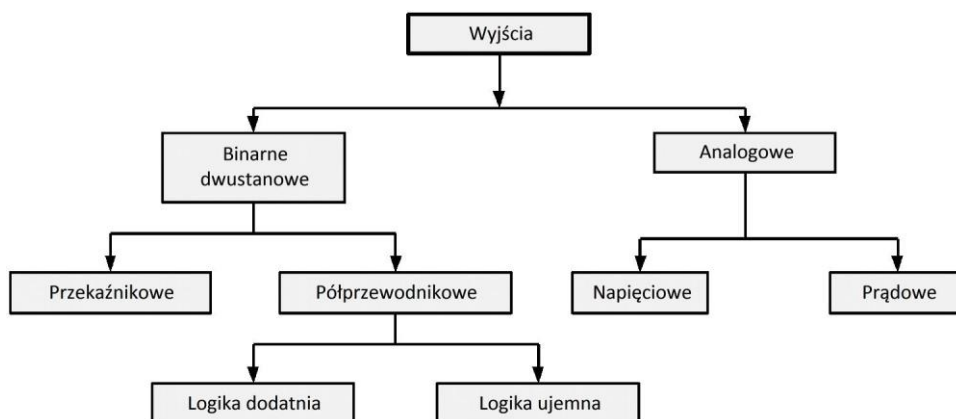 Wyjścia
Binarne
dwustanowe
Analogowe
Przekaźnikowe
Półprzewodnikowe
Napięciowe
Prądowe
Logika dodatnia
Logika ujemna